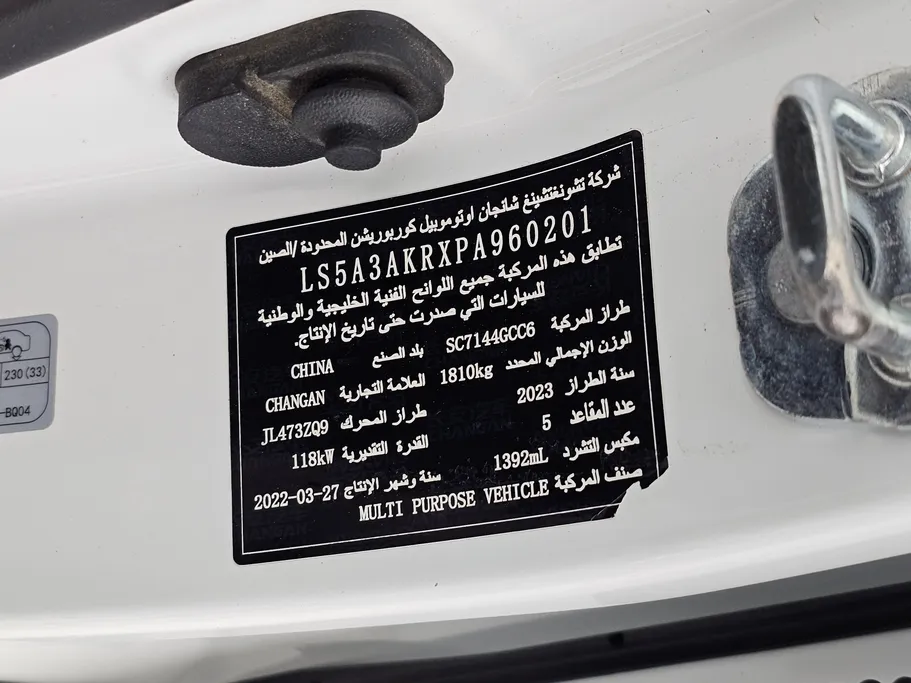 شركة تشونغتشينغ شانجان اوتوموبيل كوربوريشن المحدودة /الصين
LS5A3AKRXPA960201
تطابق هذه المركبة جميع اللوائح الفنية الخليجية والوطنية
للسيارات التي صدرت حتى تاريخ الإنتاج.
طراز المركبة SC7144GCC6 بلد الصنع CHINA
الوزن الإجمالي المحدد 1810kg العلامة التجارية CHANGAN
سنة الطراز 2023 طراز المحرك JL473ZQ9
عدد المقاعد 5 القدرة التقديرية 118kW
مكبس التشرد 1392mL سنة وشهر الإنتاج 2022-03-27
صنف المركبة MULTI PURPOSE VEHICLE
230 (33)
-BQ04